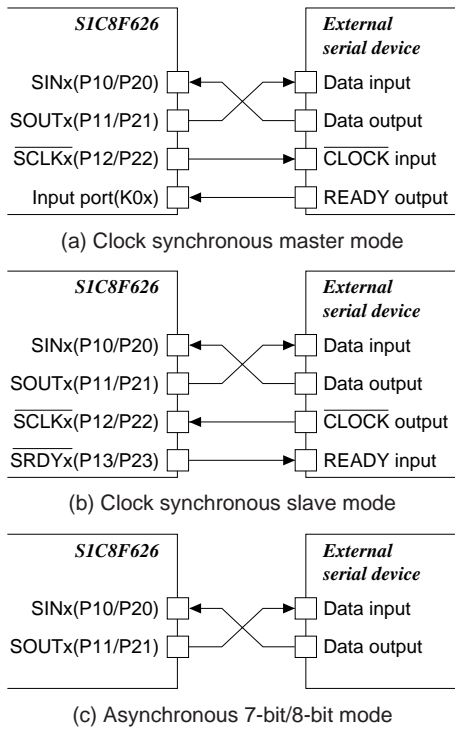 S1C8F626 External
serial device
SINx(P10/P20) Data input
SOUTx(P11/P21) Data output
SCLKx(P12/P22) CLOCK input
Input port(K0x) READY output
(a) Clock synchronous master mode
S1C8F626 External
serial device
SINx(P10/P20) Data input
SOUTx(P11/P21) Data output
SCLKx(P12/P22) CLOCK output
SRDYx(P13/P23) READY input
(b) Clock synchronous slave mode
S1C8F626 External
serial device
SINx(P10/P20) Data input
SOUTx(P11/P21) Data output
(c) Asynchronous 7-bit/8-bit mode